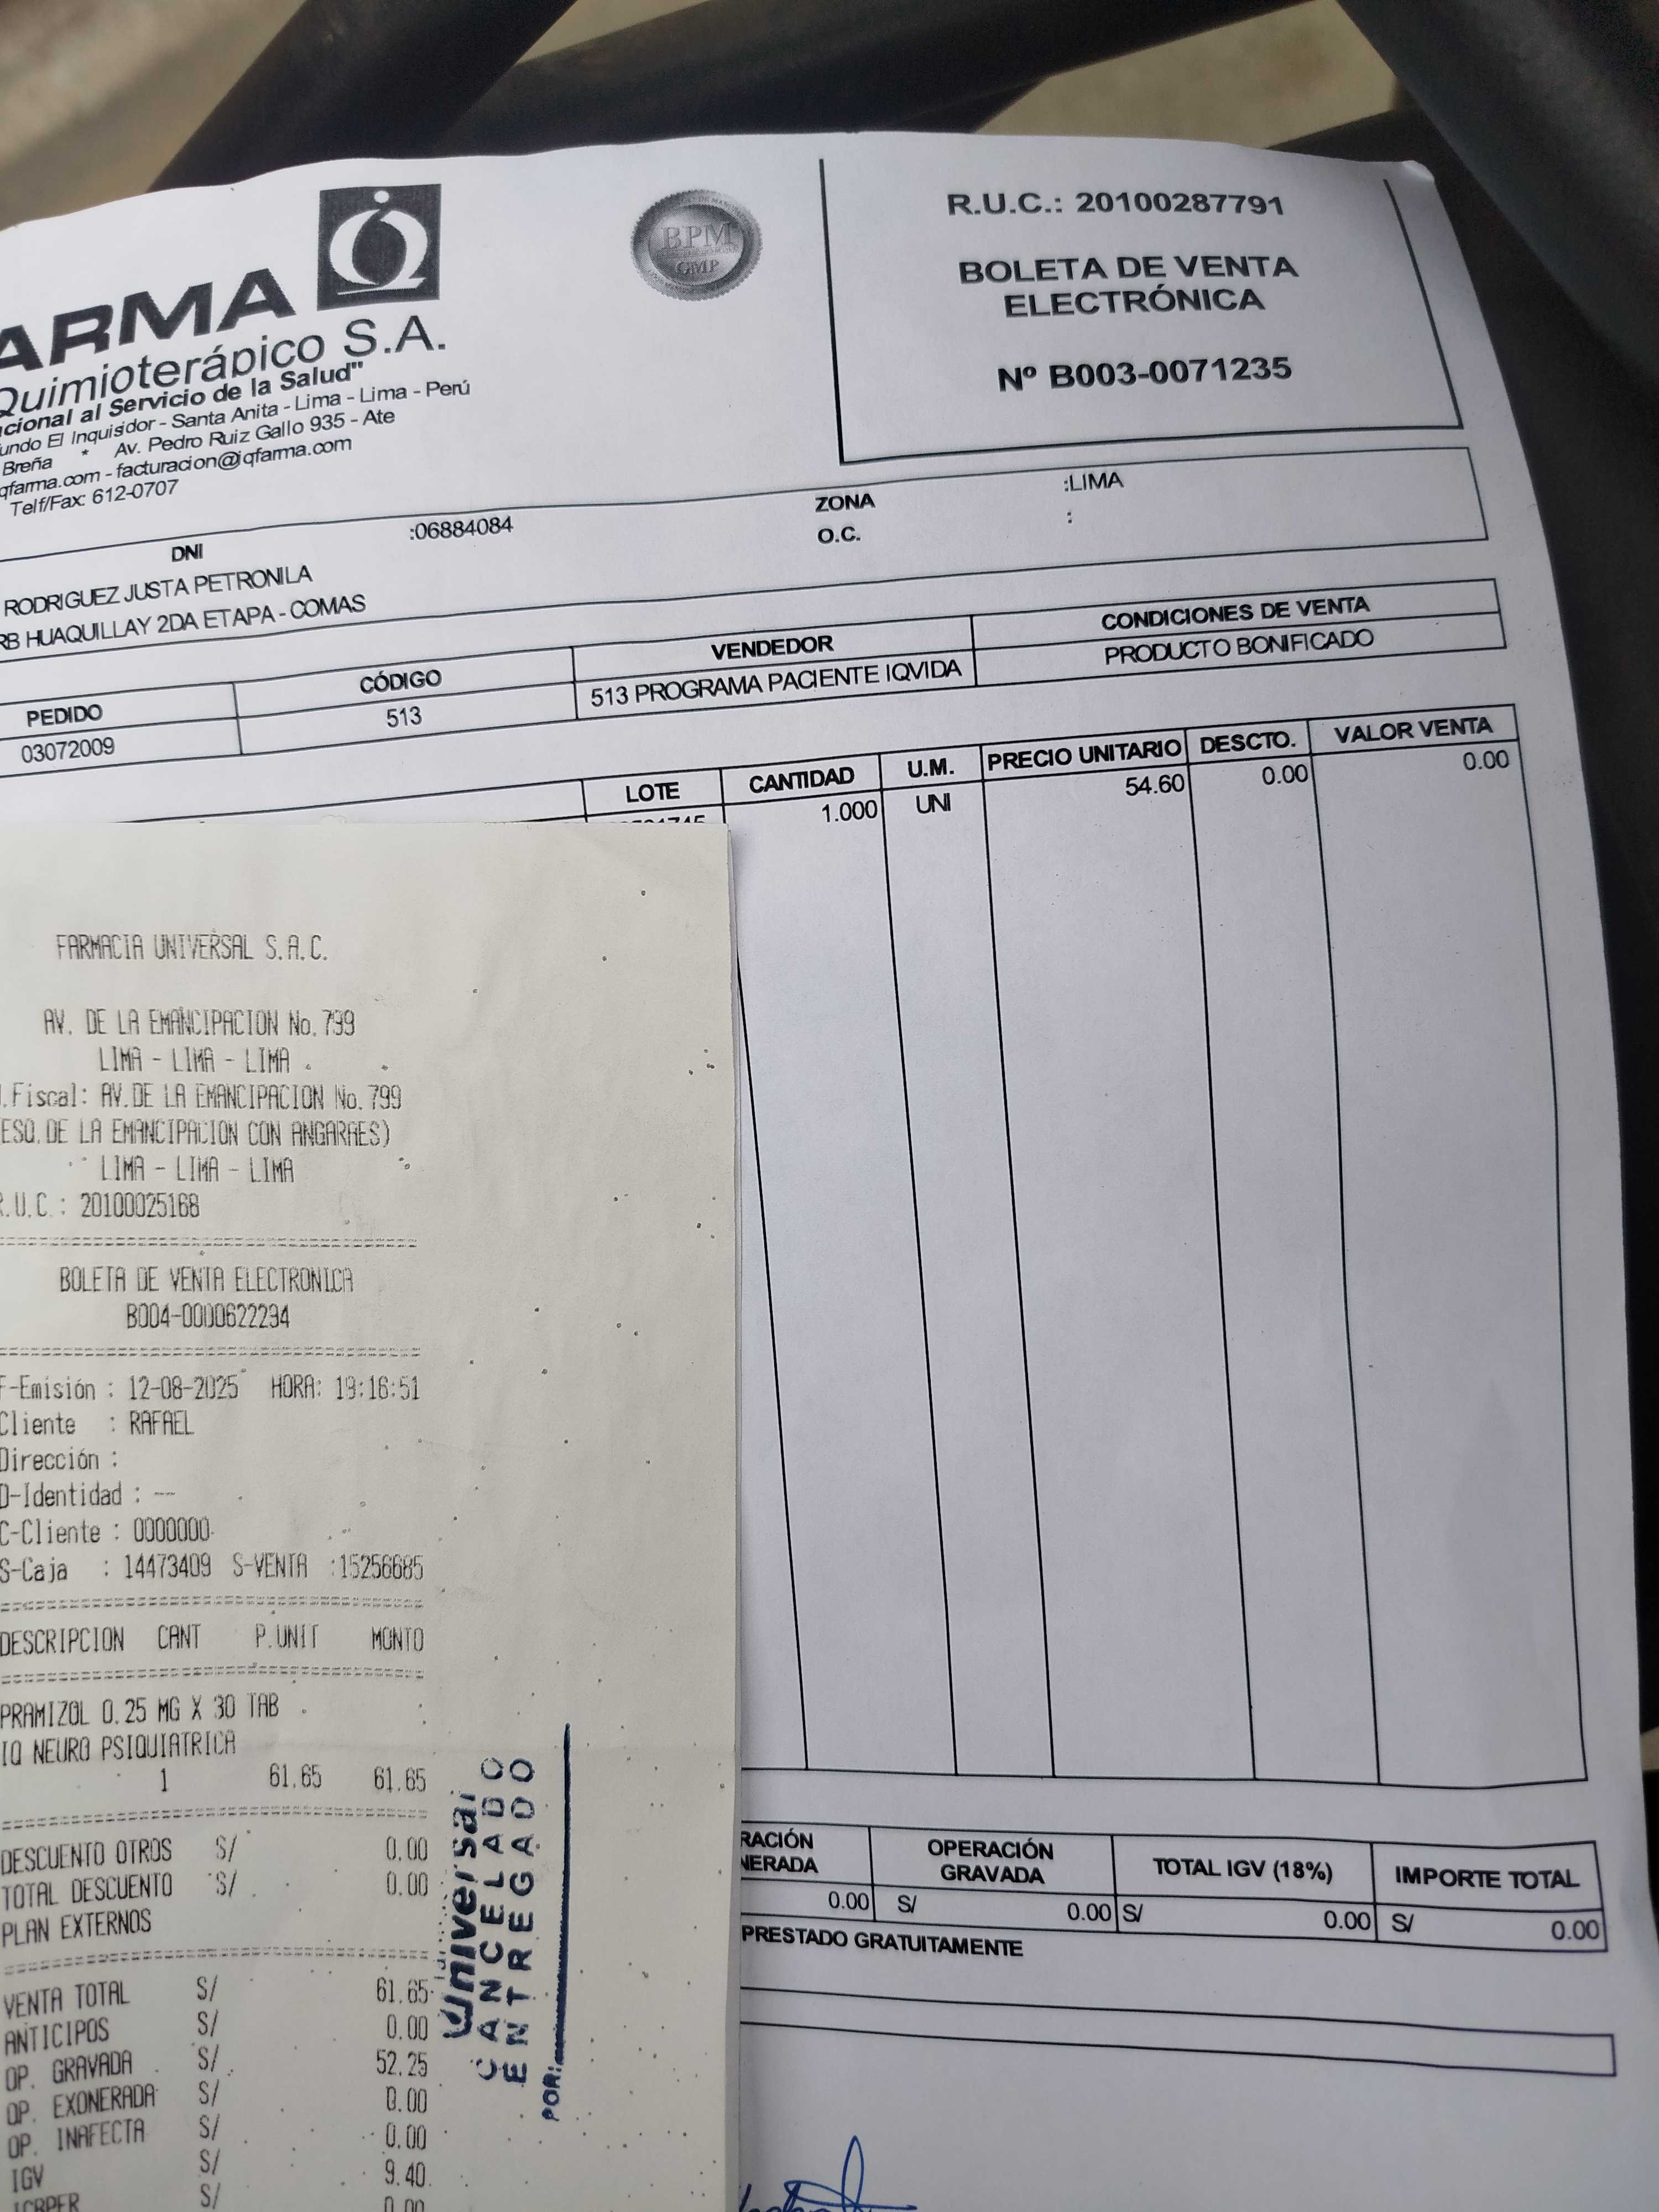 ARMA
Quimioterápico S.A.
cional al Servicio de la Salud"
undo El Inquisidor - Santa Anita - Lima - Lima - Perú
Breña * Av. Pedro Ruiz Gallo 935 - Ate
qfarma.com - facturacion@iqfarma.com
Telf/Fax: 612-0707
BPM
GMP
R.U.C.: 20100287791
BOLETA DE VENTA
ELECTRÓNICA
Nº B003-0071235
DNI :06884084 ZONA :LIMA
O.C. :
RODRIGUEZ JUSTA PETRONILA
RB HUAQUILLAY 2DA ETAPA - COMAS
PEDIDO CÓDIGO VENDEDOR CONDICIONES DE VENTA
03072009 513 513 PROGRAMA PACIENTE IQVIDA PRODUCTO BONIFICADO
LOTE CANTIDAD U.M. PRECIO UNITARIO DESCTO. VALOR VENTA
1.000 UNI 54.60 0.00 0.00
RACIÓN
NERADA OPERACIÓN
GRAVADA TOTAL IGV (18%) IMPORTE TOTAL
0.00 S/ 0.00 S/ 0.00 S/ 0.00
PRESTADO GRATUITAMENTE
FARMACIA UNIVERSAL S.A.C.
AV. DE LA EMANCIPACION No.799
LIMA - LIMA - LIMA
.Fiscal: AV.DE LA EMANCIPACION No.799
ESQ.DE LA EMANCIPACION CON ANGARAES)
LIMA - LIMA - LIMA
R.U.C.: 20100025168
BOLETA DE VENTA ELECTRONICA
B004-0000622294
F-Emisión : 12-08-2025 HORA: 19:16:51
Cliente : RAFAEL
Dirección :
D-Identidad : --
C-Cliente : 0000000
S-Caja : 14473409 S-VENTA :15256685
DESCRIPCION CANT P.UNIT MONTO
PRAMIZOL 0.25 MG X 30 TAB
IQ NEURO PSIQUIATRICA
1 61.65 61.65
DESCUENTO OTROS S/ 0.00
TOTAL DESCUENTO S/ 0.00
PLAN EXTERNOS
VENTA TOTAL S/ 61.65
ANTICIPOS S/ 0.00
OP. GRAVADA S/ 52.25
OP. EXONERADA S/ 0.00
OP. INAFECTA S/ 0.00
IGV S/ 9.40
ICBPER S/ 0.00
Universal
CANCELADO
ENTREGADO
POR: